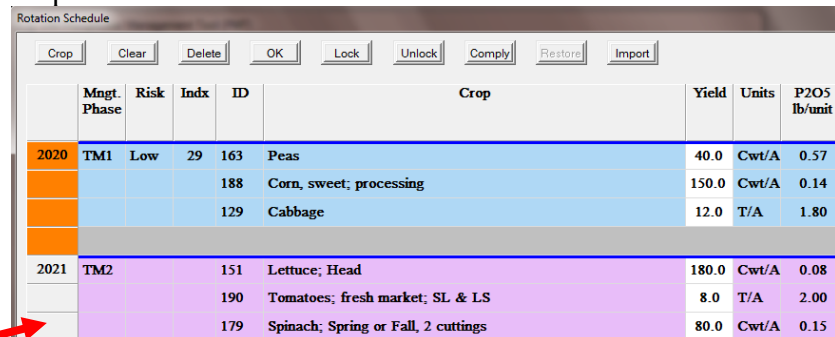 Rotation Schedule
Crop Clear Delete OK Lock Unlock Comply Restore Import
Mngt. Phase Risk Indx ID Crop Yield Units P2O5 lb/unit
2020 TM1 Low 29 163 Peas 40.0 Cwt/A 0.57
188 Corn, sweet; processing 150.0 Cwt/A 0.14
129 Cabbage 12.0 T/A 1.80
2021 TM2 151 Lettuce; Head 180.0 Cwt/A 0.08
190 Tomatoes; fresh market; SL & LS 8.0 T/A 2.00
179 Spinach; Spring or Fall, 2 cuttings 80.0 Cwt/A 0.15